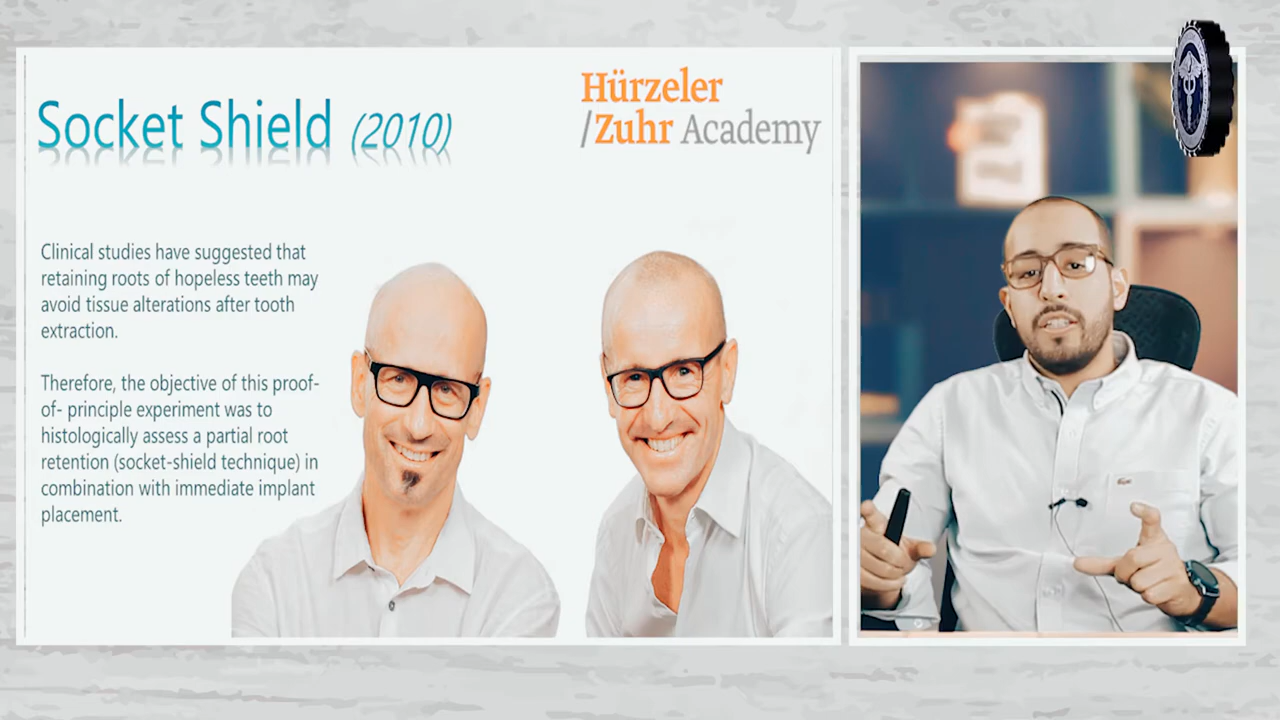 Socket Shield (2010)
Hürzeler
/Zuhr Academy
Clinical studies have suggested that
retaining roots of hopeless teeth may
avoid tissue alterations after tooth
extraction.
Therefore, the objective of this proof-
of- principle experiment was to
histologically assess a partial root
retention (socket-shield technique) in
combination with immediate implant
placement.